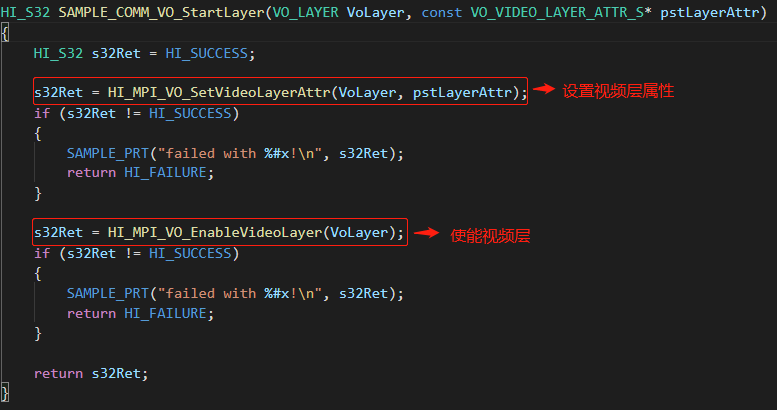 HI_S32 SAMPLE_COMM_VO_StartLayer(VO_LAYER VoLayer, const VO_VIDEO_LAYER_ATTR_S* pstLayerAttr)
{
    HI_S32 s32Ret = HI_SUCCESS;
    s32Ret = HI_MPI_VO_SetVideoLayerAttr(VoLayer, pstLayerAttr); 设置视频层属性
    if (s32Ret != HI_SUCCESS)
    {
        SAMPLE_PRT("failed with %#x!\n", s32Ret);
        return HI_FAILURE;
    }
    s32Ret = HI_MPI_VO_EnableVideoLayer(VoLayer); 使能视频层
    if (s32Ret != HI_SUCCESS)
    {
        SAMPLE_PRT("failed with %#x!\n", s32Ret);
        return HI_FAILURE;
    }
    return s32Ret;
}